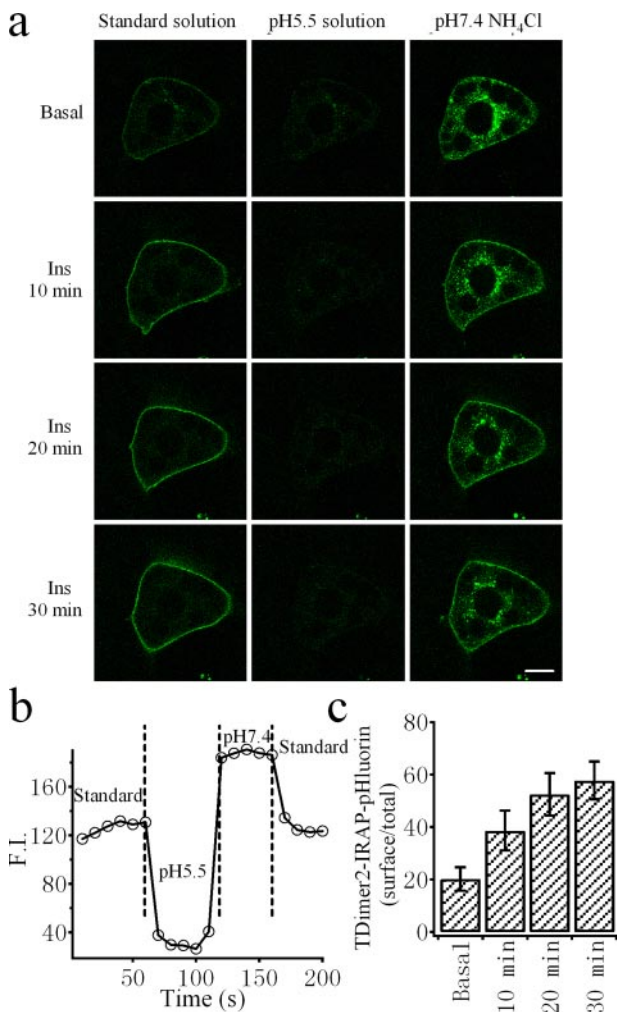 a
Standard solution pH5.5 solution pH7.4 NH₄Cl
Basal
Ins
10 min
Ins
20 min
Ins
30 min
b
F.I.
160
120
80
40
Standard
pH5.5
pH7.4
Standard
50 100 150 200
Time (s)
c
TDimer2-IRAP-pHluorin
(surface/total)
80
60
40
20
0
Basal
10 min
20 min
30 min